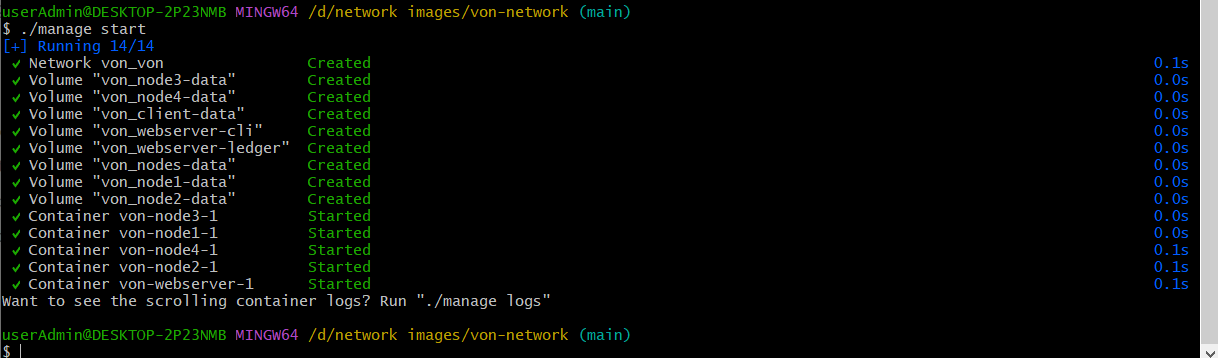 userAdmin@DESKTOP-2P23NMB MINGW64 /d/network images/von-network (main)
$ ./manage start
[+] Running 14/14
✔ Network von_von Created 0.1s
✔ Volume "von_node3-data" Created 0.0s
✔ Volume "von_node4-data" Created 0.0s
✔ Volume "von_client-data" Created 0.0s
✔ Volume "von_webserver-cli" Created 0.0s
✔ Volume "von_webserver-ledger" Created 0.0s
✔ Volume "von_nodes-data" Created 0.0s
✔ Volume "von_node1-data" Created 0.0s
✔ Volume "von_node2-data" Created 0.0s
✔ Container von-node3-1 Started 0.0s
✔ Container von-node1-1 Started 0.0s
✔ Container von-node4-1 Started 0.1s
✔ Container von-node2-1 Started 0.1s
✔ Container von-webserver-1 Started 0.1s
Want to see the scrolling container logs? Run "./manage logs"
userAdmin@DESKTOP-2P23NMB MINGW64 /d/network images/von-network (main)
$